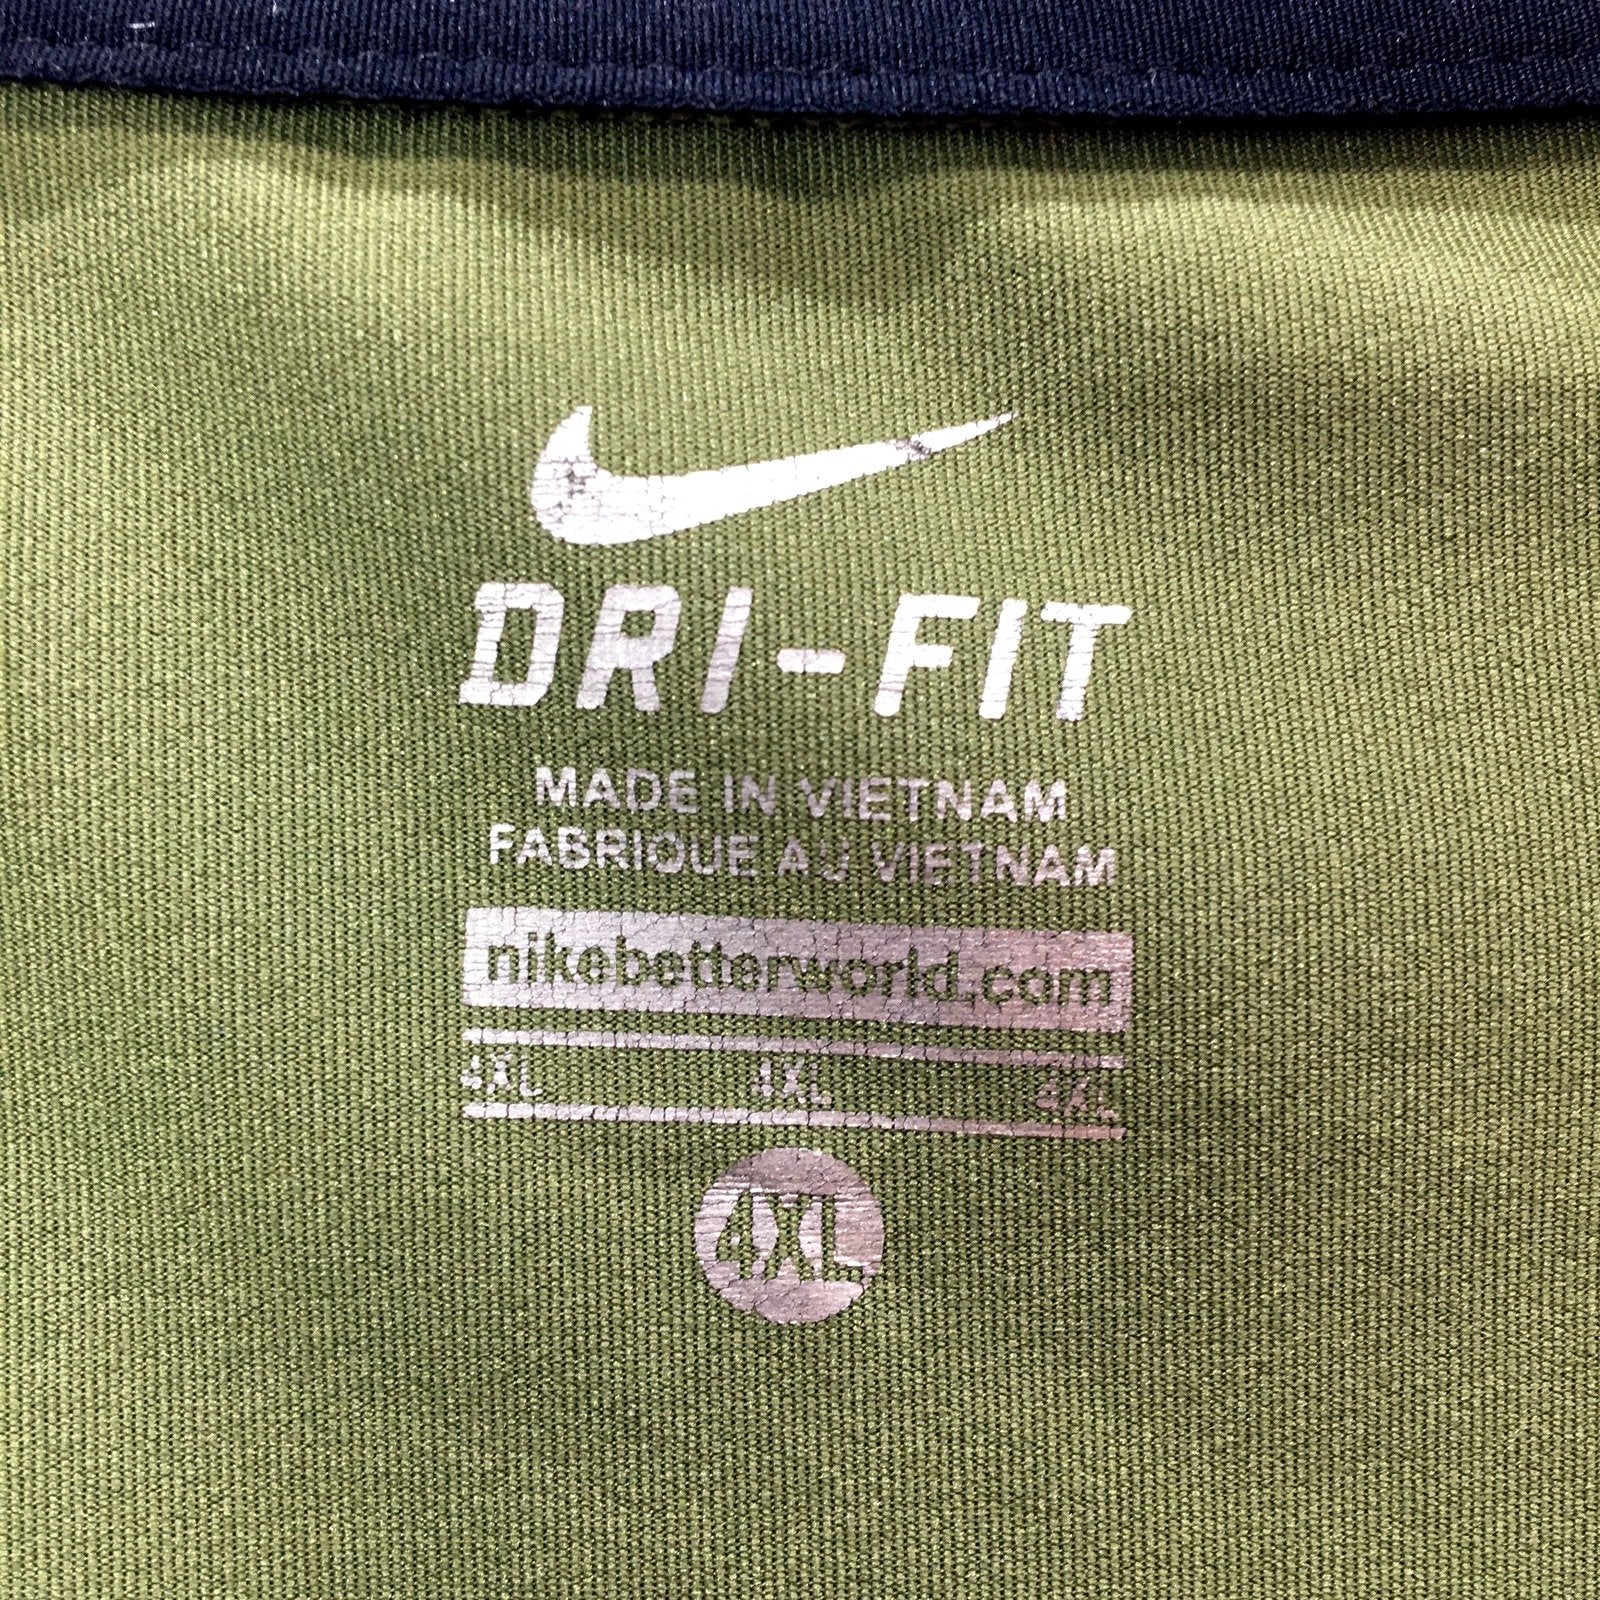 DRI-FIT
MADE IN VIETNAM
FABRIQUE AU VIETNAM
nikebetterworld.com
4XL 4XL 4XL
4XL